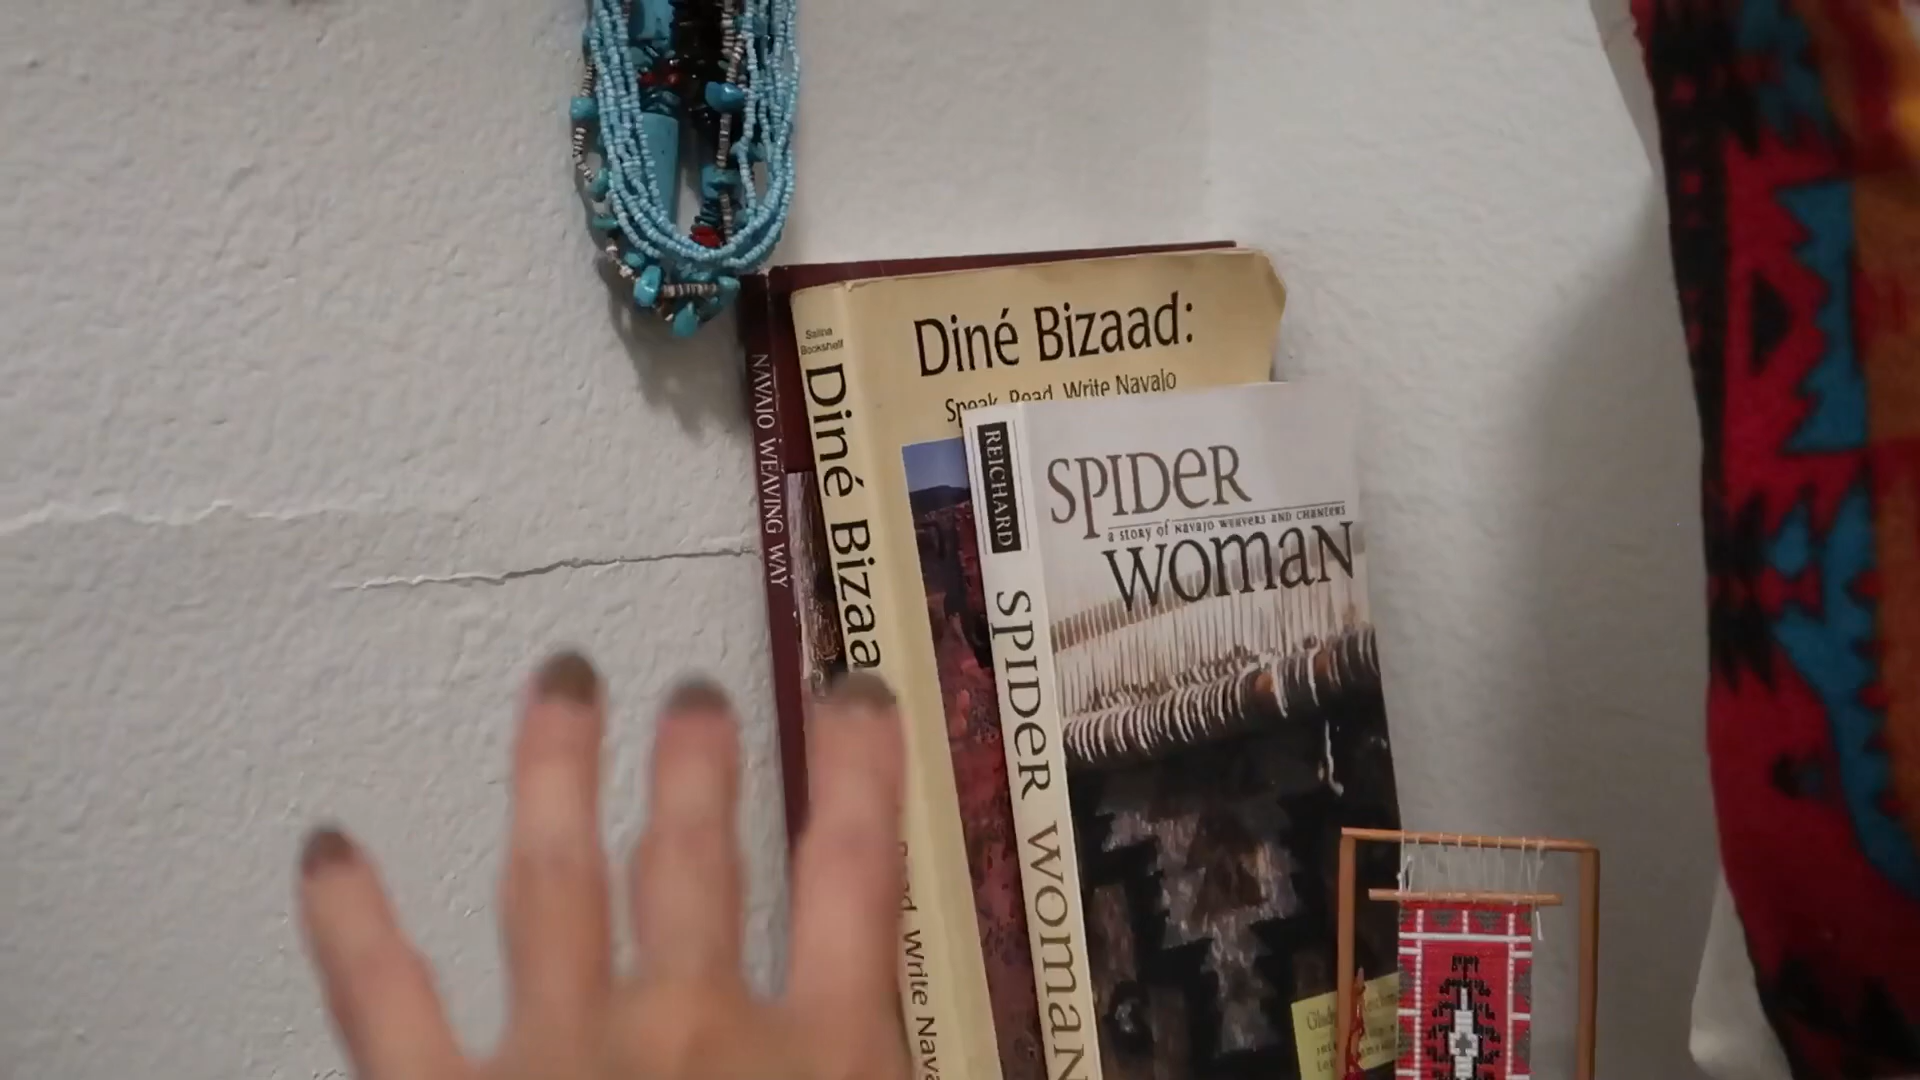 NAVAJO WEAVING WAY
Salina
Bookshelf
Diné Bizaa
Read, Write Nava
Diné Bizaad:
Speak, Read, Write Navajo
REICHARD
SPIDER WOMAN
SPIDER
a story of Navajo weavers and chanters
WOMAN